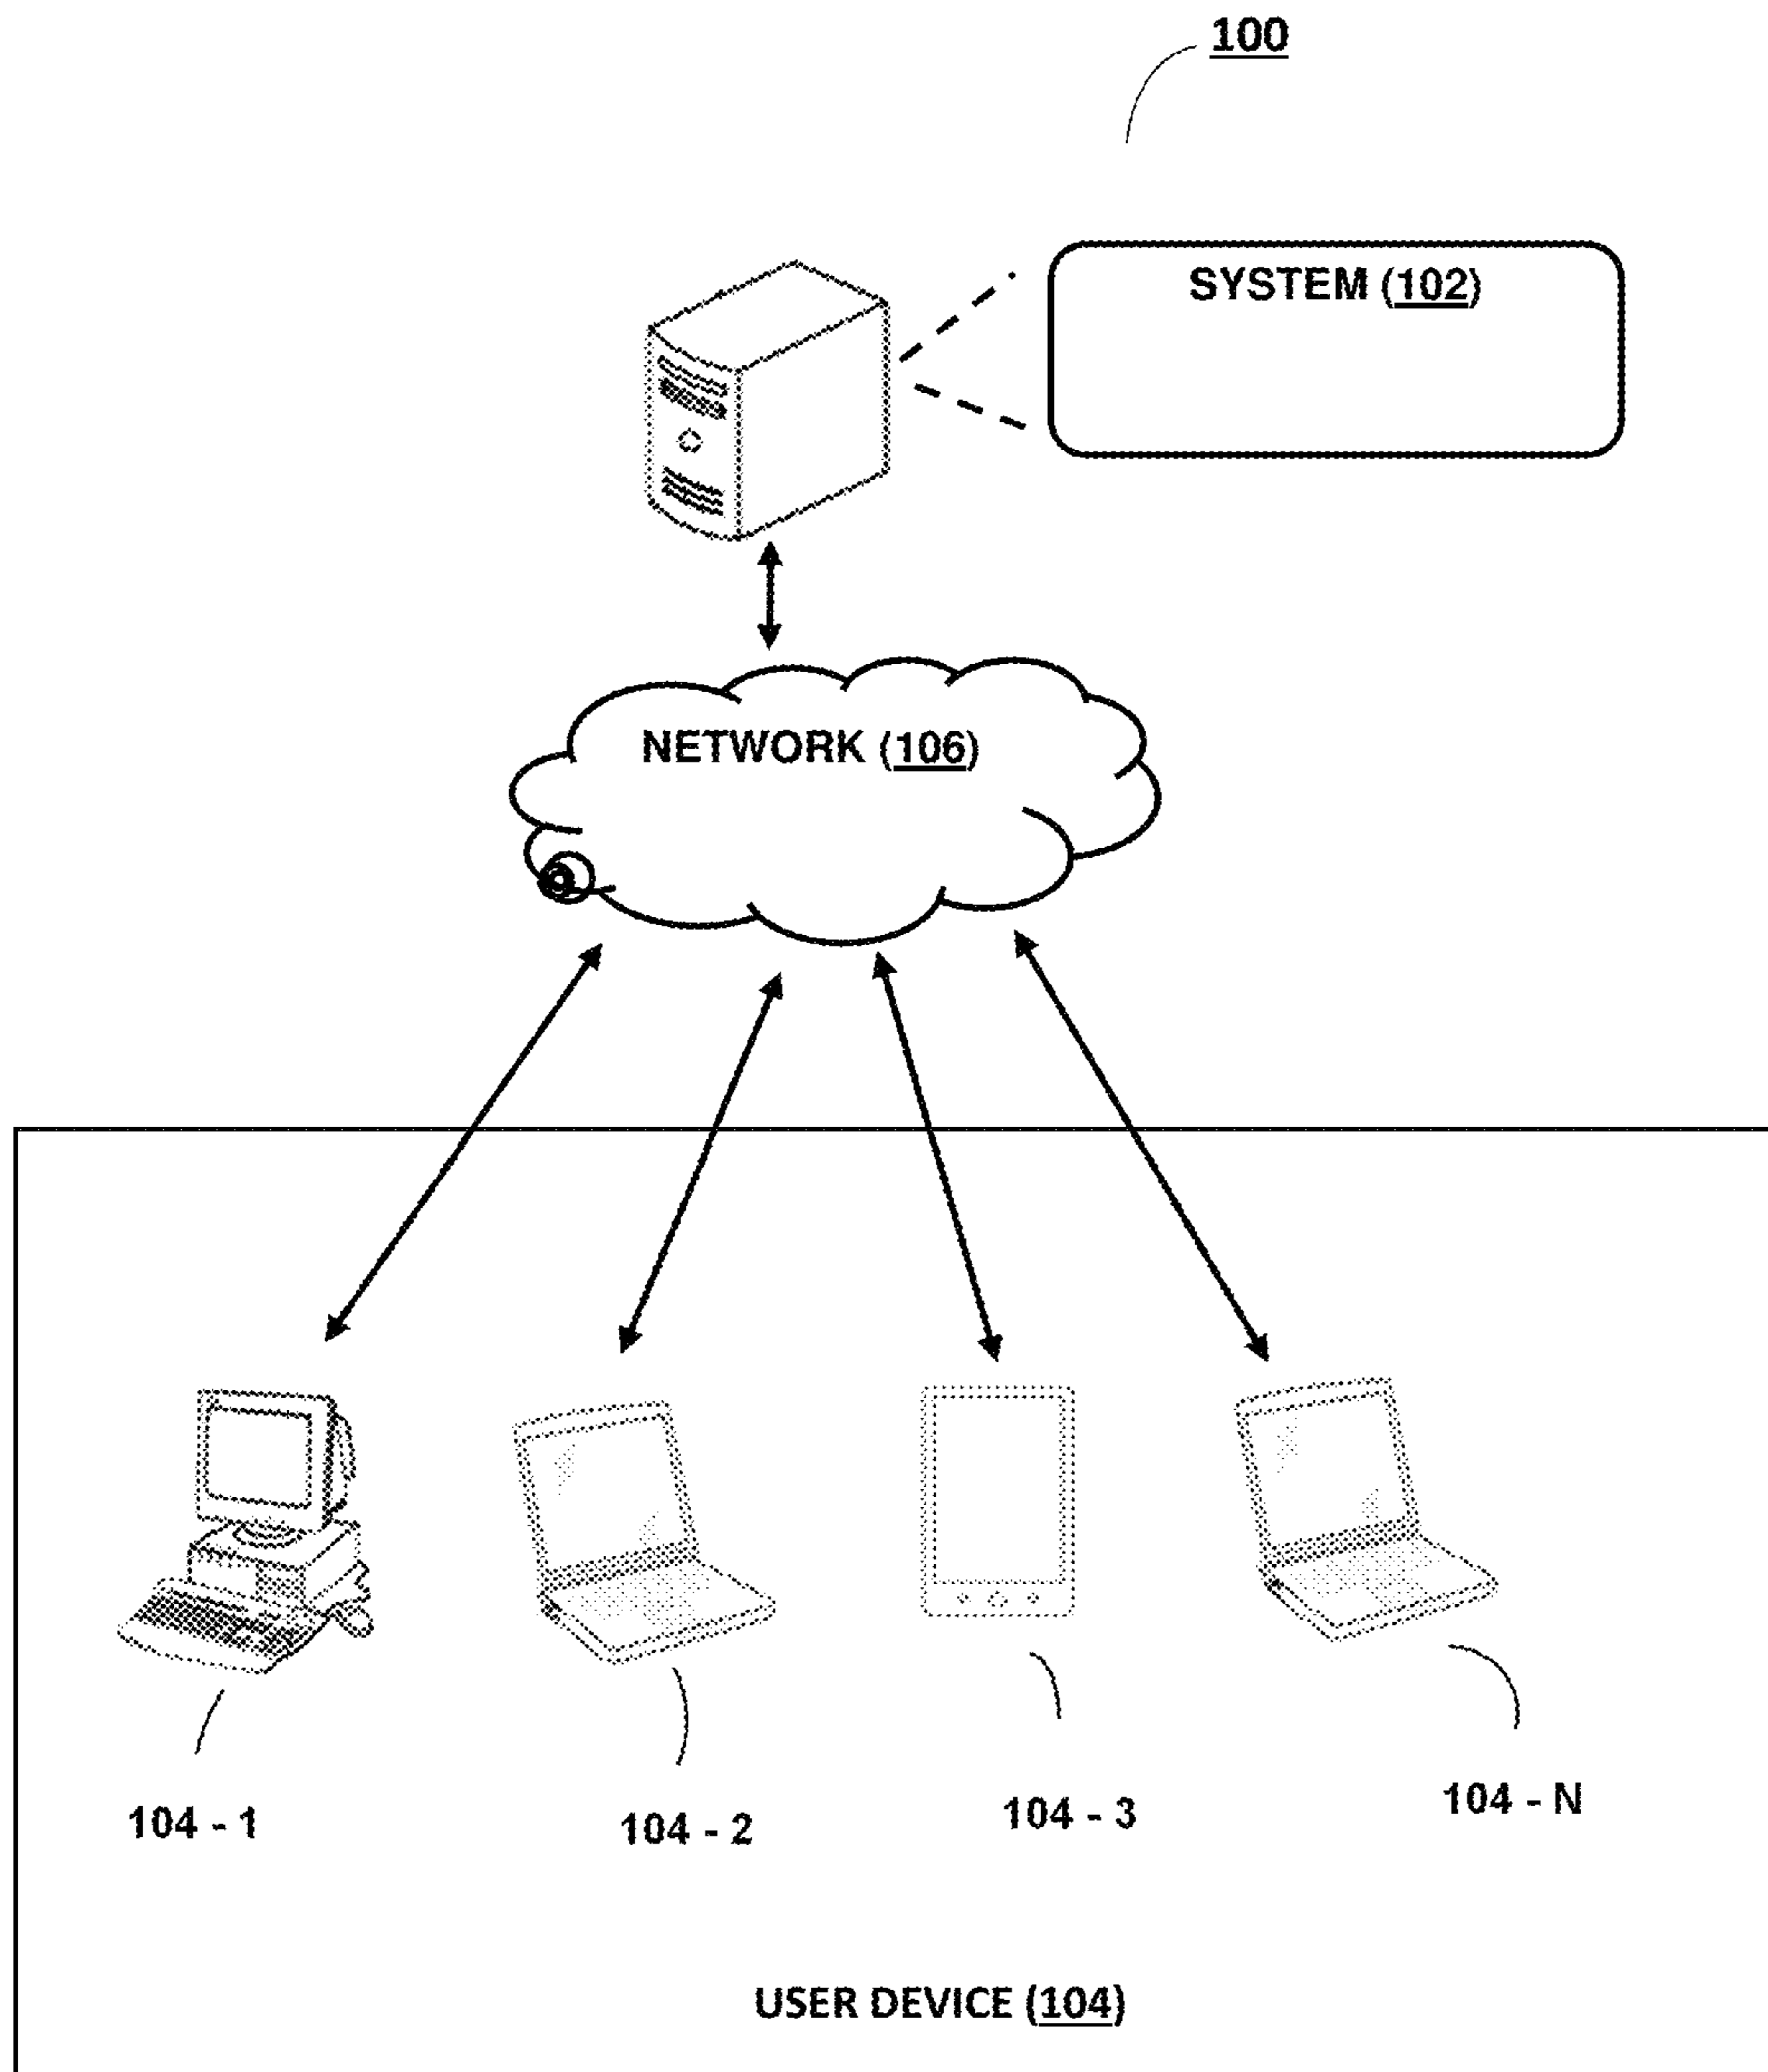 100
SYSTEM (102)
NETWORK (106)
104 - 1
104 - 2
104 - 3
104 - N
USER DEVICE (104)